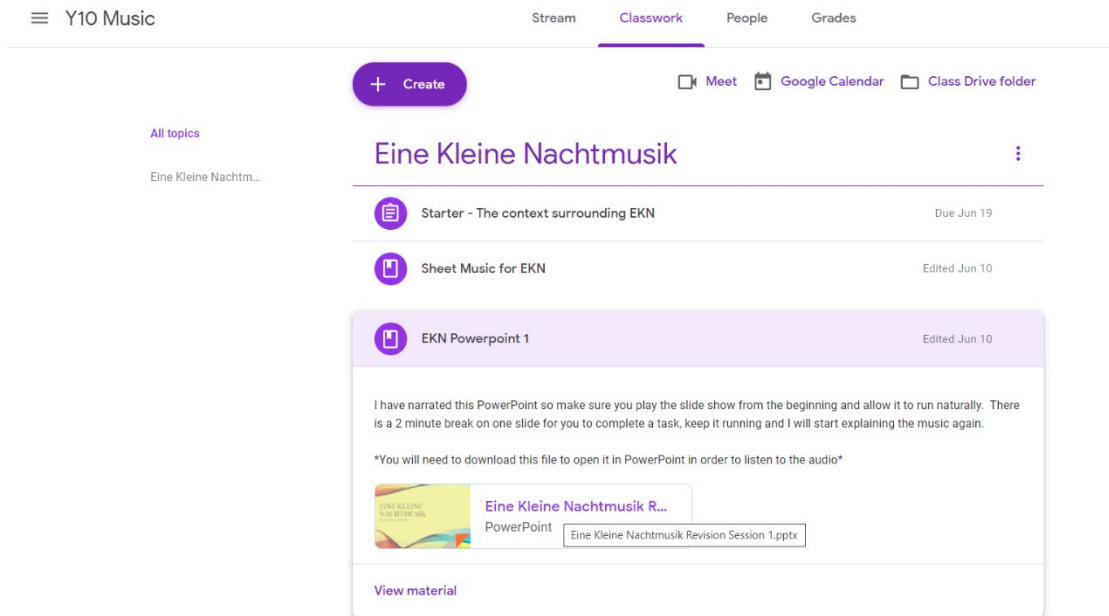 Y10 Music
Stream Classwork People Grades
Create
Meet Google Calendar Class Drive folder
All topics
Eine Kleine Nachtm...
Eine Kleine Nachtmusik
Starter - The context surrounding EKN Due Jun 19
Sheet Music for EKN Edited Jun 10
EKN Powerpoint 1 Edited Jun 10
I have narrated this PowerPoint so make sure you play the slide show from the beginning and allow it to run naturally. There
is a 2 minute break on one slide for you to complete a task, keep it running and I will start explaining the music again.
*You will need to download this file to open it in PowerPoint in order to listen to the audio*
EINE KLEINE
NACHTMUSIK
Eine Kleine Nachtmusik R...
PowerPoint
Eine Kleine Nachtmusik Revision Session 1.pptx
View material